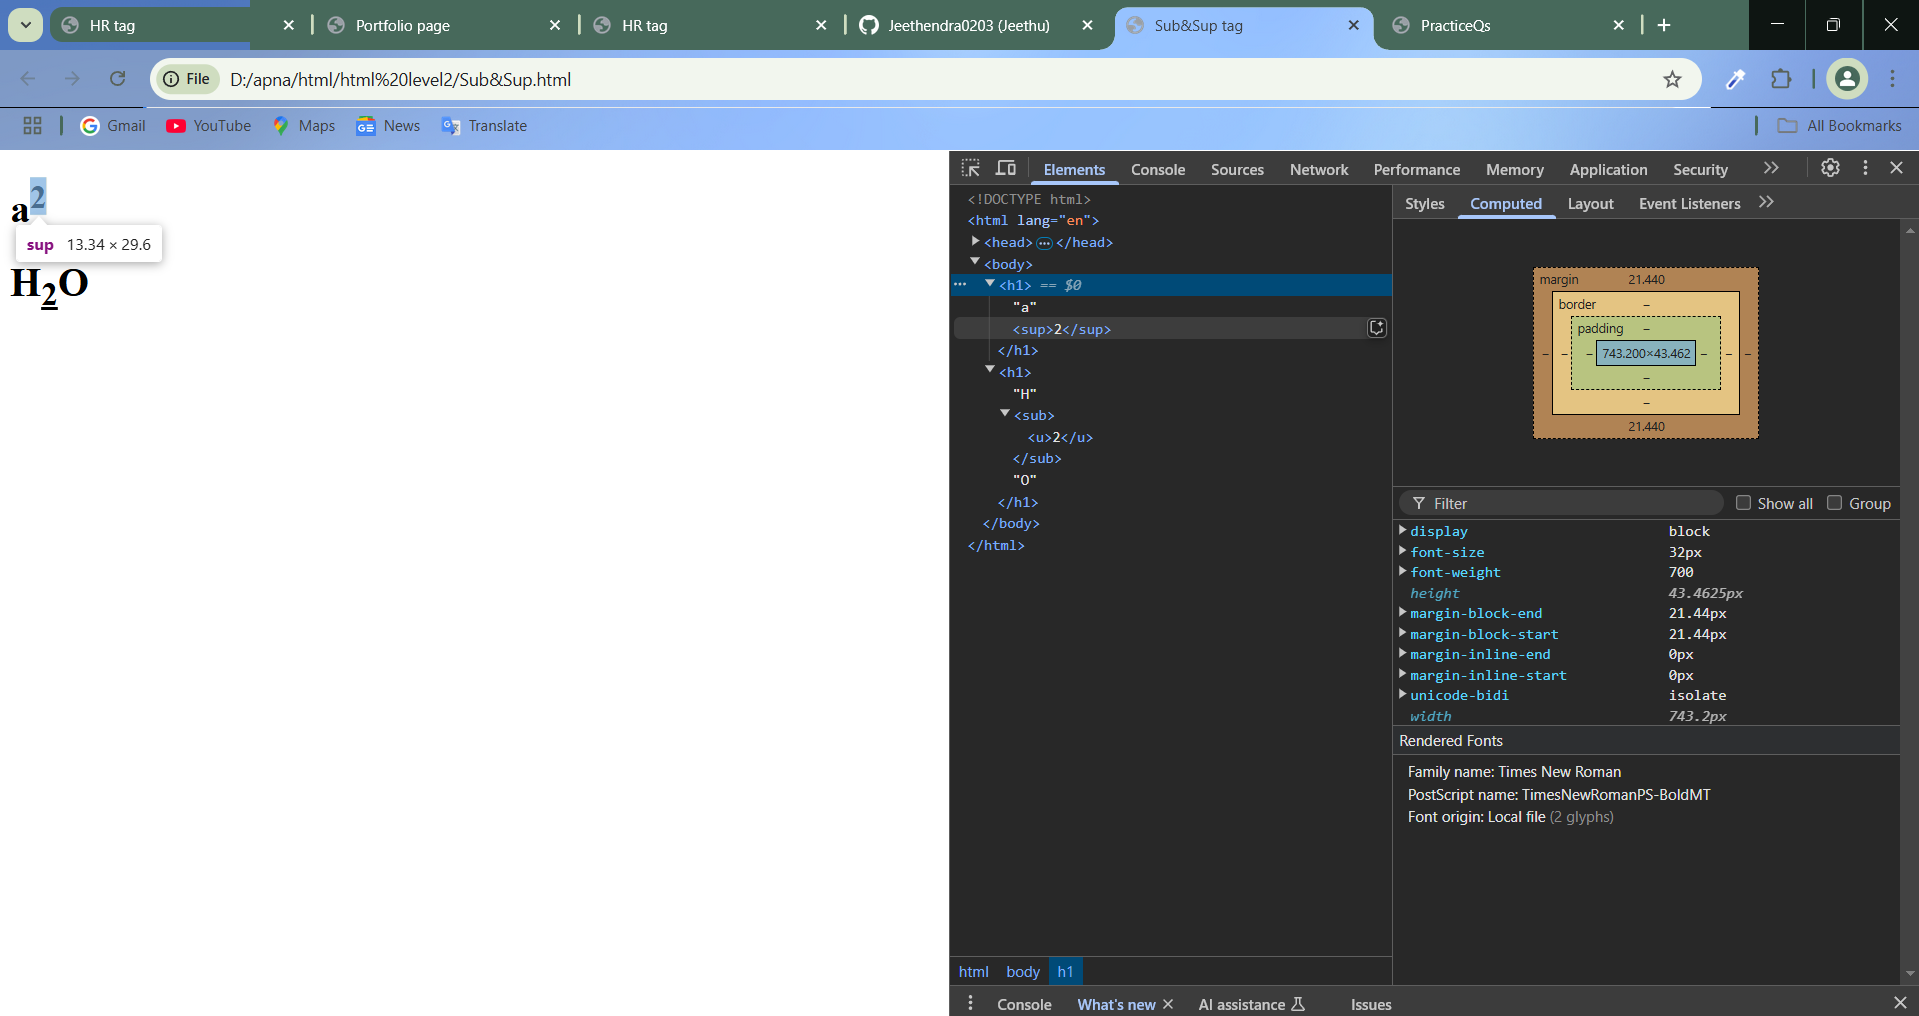 HR tag
Portfolio page
HR tag
Jeethendra0203 (Jeethu)
Sub&Sup tag
PracticeQs
File D:/apna/html/html%20level2/Sub&Sup.html
Gmail YouTube Maps News Translate All Bookmarks
a2
sup 13.34 × 29.6
H2O
Elements Console Sources Network Performance Memory Application Security
<!DOCTYPE html>
<html lang="en">
<head> ⋯ </head>
<body>
⋯ <h1> == $0
"a"
<sup>2</sup>
</h1>
<h1>
"H"
<sub>
<u>2</u>
</sub>
"O"
</h1>
</body>
</html>
html body h1
Styles Computed Layout Event Listeners
margin 21.440
border –
padding –
– – – 743.200×43.462 – – –
–
–
21.440
Filter Show all Group
display block
font-size 32px
font-weight 700
height 43.4625px
margin-block-end 21.44px
margin-block-start 21.44px
margin-inline-end 0px
margin-inline-start 0px
unicode-bidi isolate
width 743.2px
Rendered Fonts
Family name: Times New Roman
PostScript name: TimesNewRomanPS-BoldMT
Font origin: Local file (2 glyphs)
Console What's new AI assistance Issues